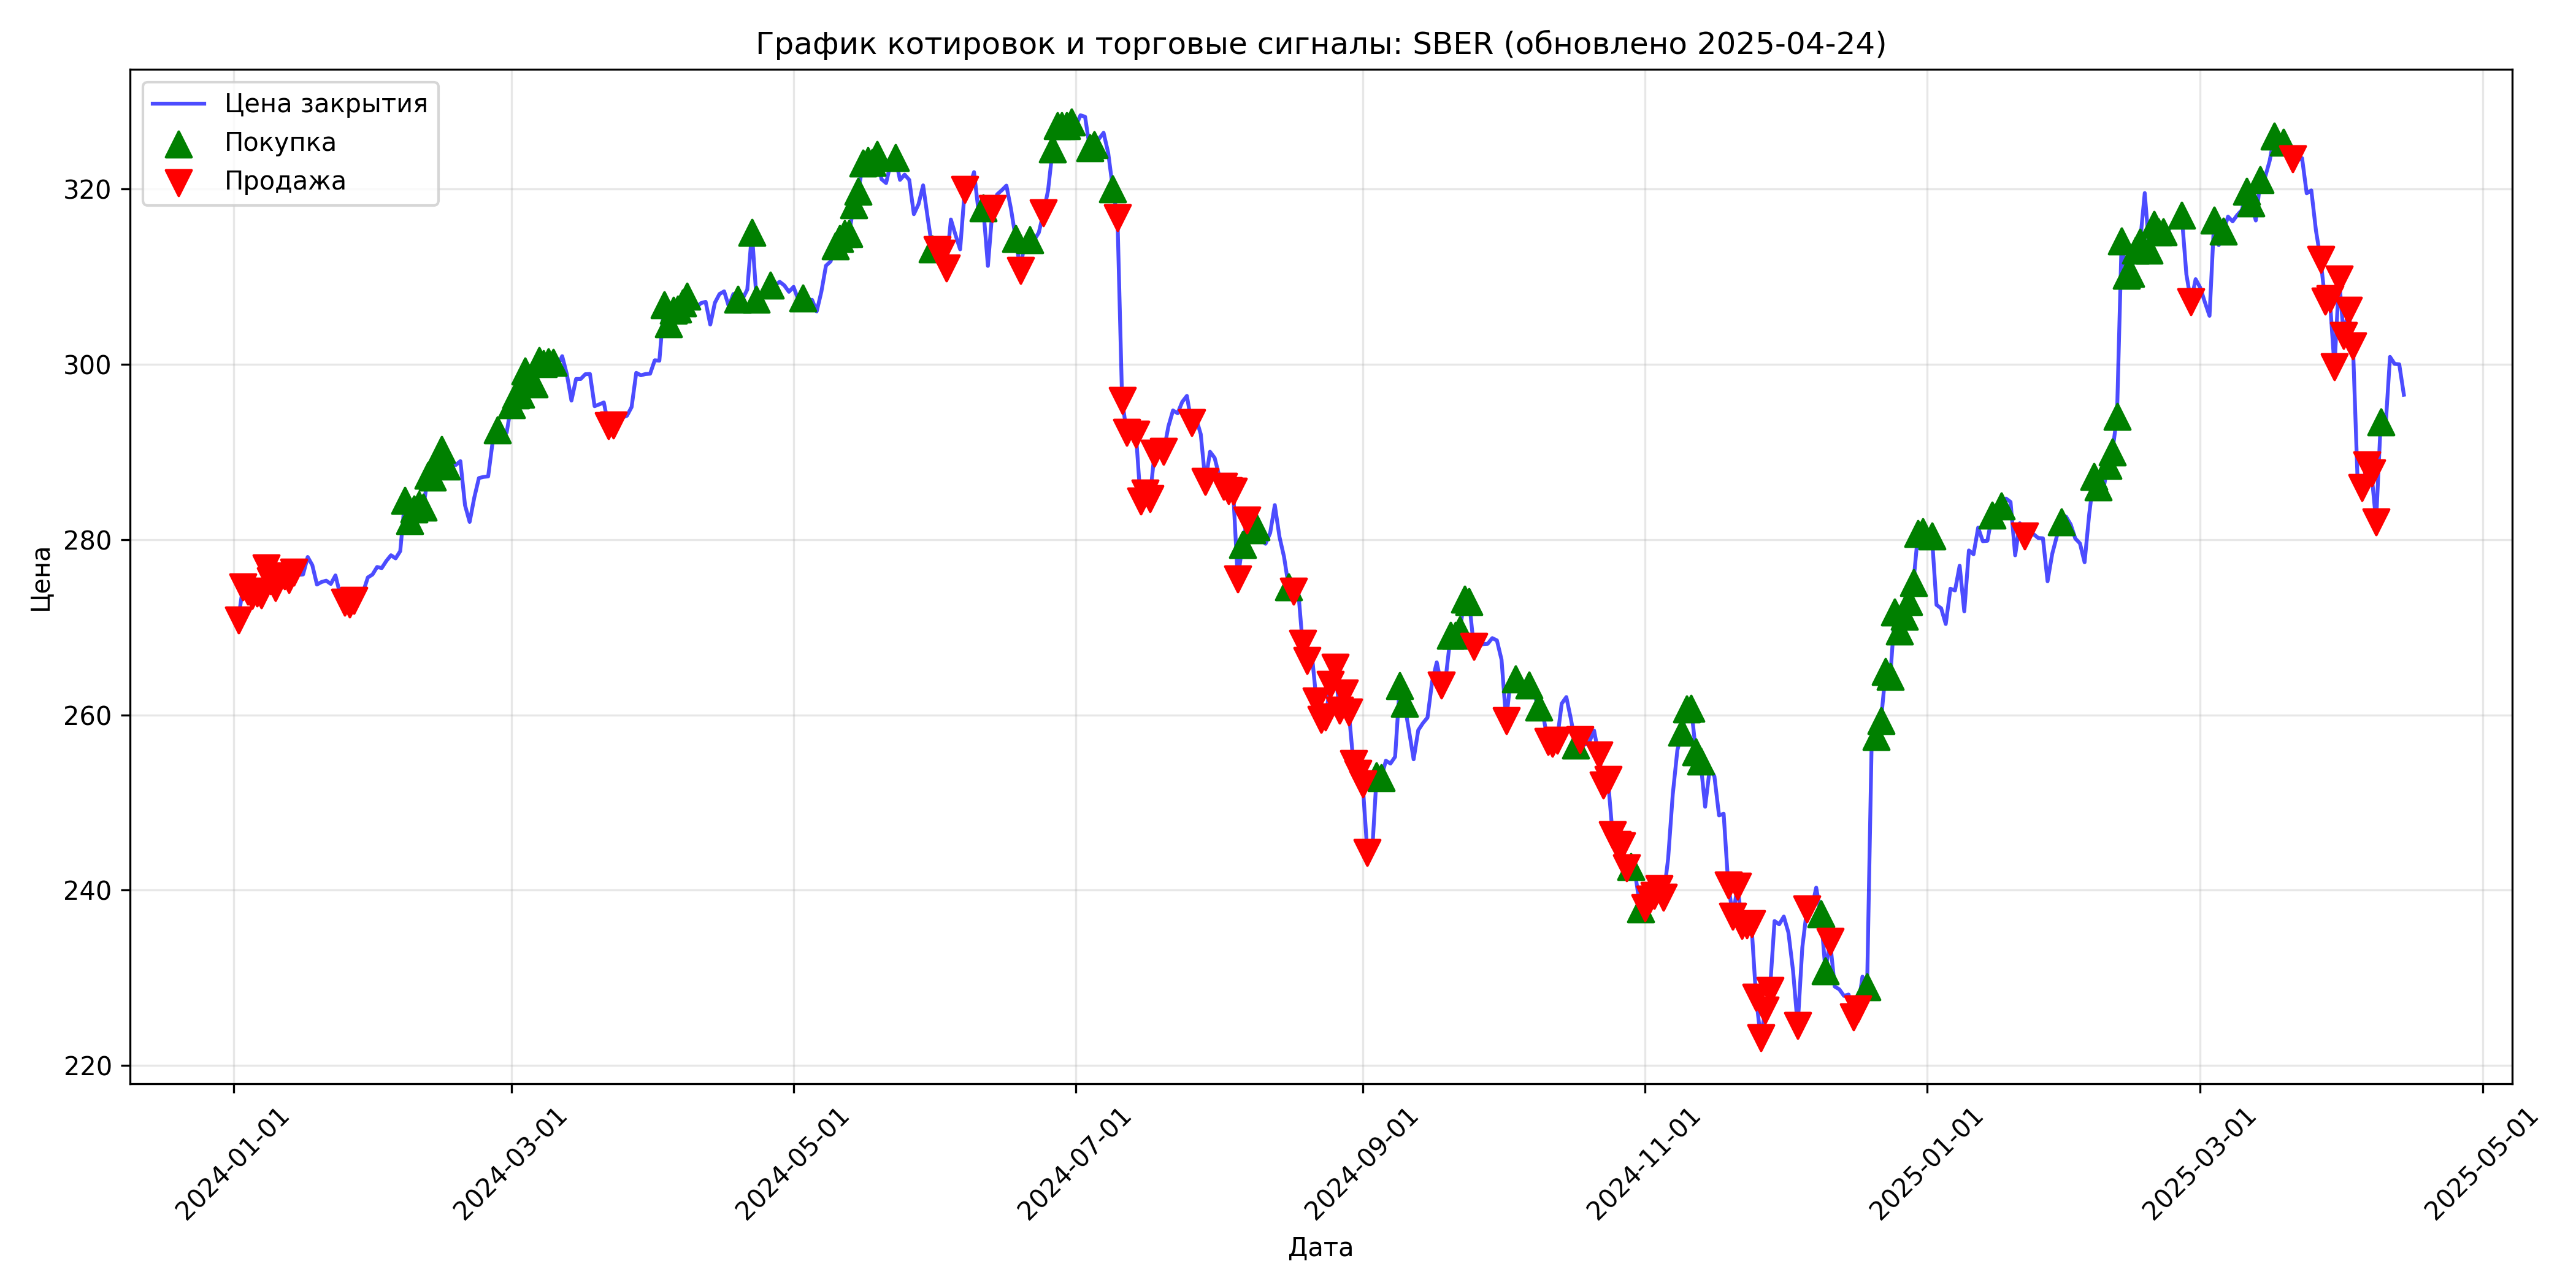 График котировок и торговые сигналы: SBER (обновлено 2025-04-24)
Цена закрытия
Покупка
Продажа
Цена
320
300
280
260
240
220
2024-01-01
2024-03-01
2024-05-01
2024-07-01
2024-09-01
2024-11-01
2025-01-01
2025-03-01
2025-05-01
Дата